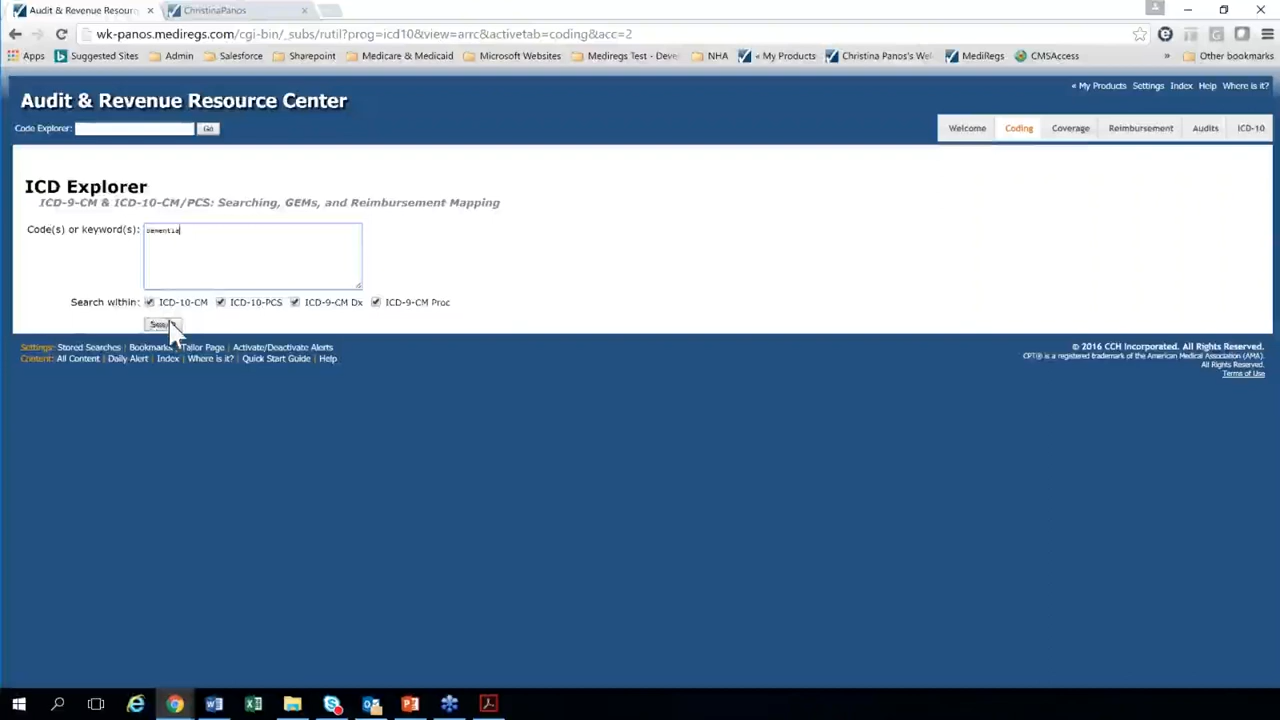 Audit & Revenue Resour
ChristinaPanos
wk-panos.mediregs.com/cgi-bin/_subs/rutil?prog=icd10&view=arrc&activetab=coding&acc=2
Apps Suggested Sites Admin Salesforce Sharepoint Medicare & Medicaid Microsoft Websites Mediregs Test - Deve NHA « My Products Christina Panos's Wel MediRegs CMSAccess » Other bookmarks
« My Products Settings Index Help Where is it?
Audit & Revenue Resource Center
Code Explorer: Go
Welcome Coding Coverage Reimbursement Audits ICD-10
ICD Explorer
ICD-9-CM & ICD-10-CM/PCS: Searching, GEMs, and Reimbursement Mapping
Code(s) or keyword(s): dementia
Search within: ICD-10-CM ICD-10-PCS ICD-9-CM Dx ICD-9-CM Proc
Settings: Stored Searches | Bookmarks | Tailor Page | Activate/Deactivate Alerts
Content: All Content | Daily Alert | Index | Where is it? | Quick Start Guide | Help
© 2016 CCH Incorporated. All Rights Reserved.
CPT® is a registered trademark of the American Medical Association (AMA).
All Rights Reserved.
Terms of Use